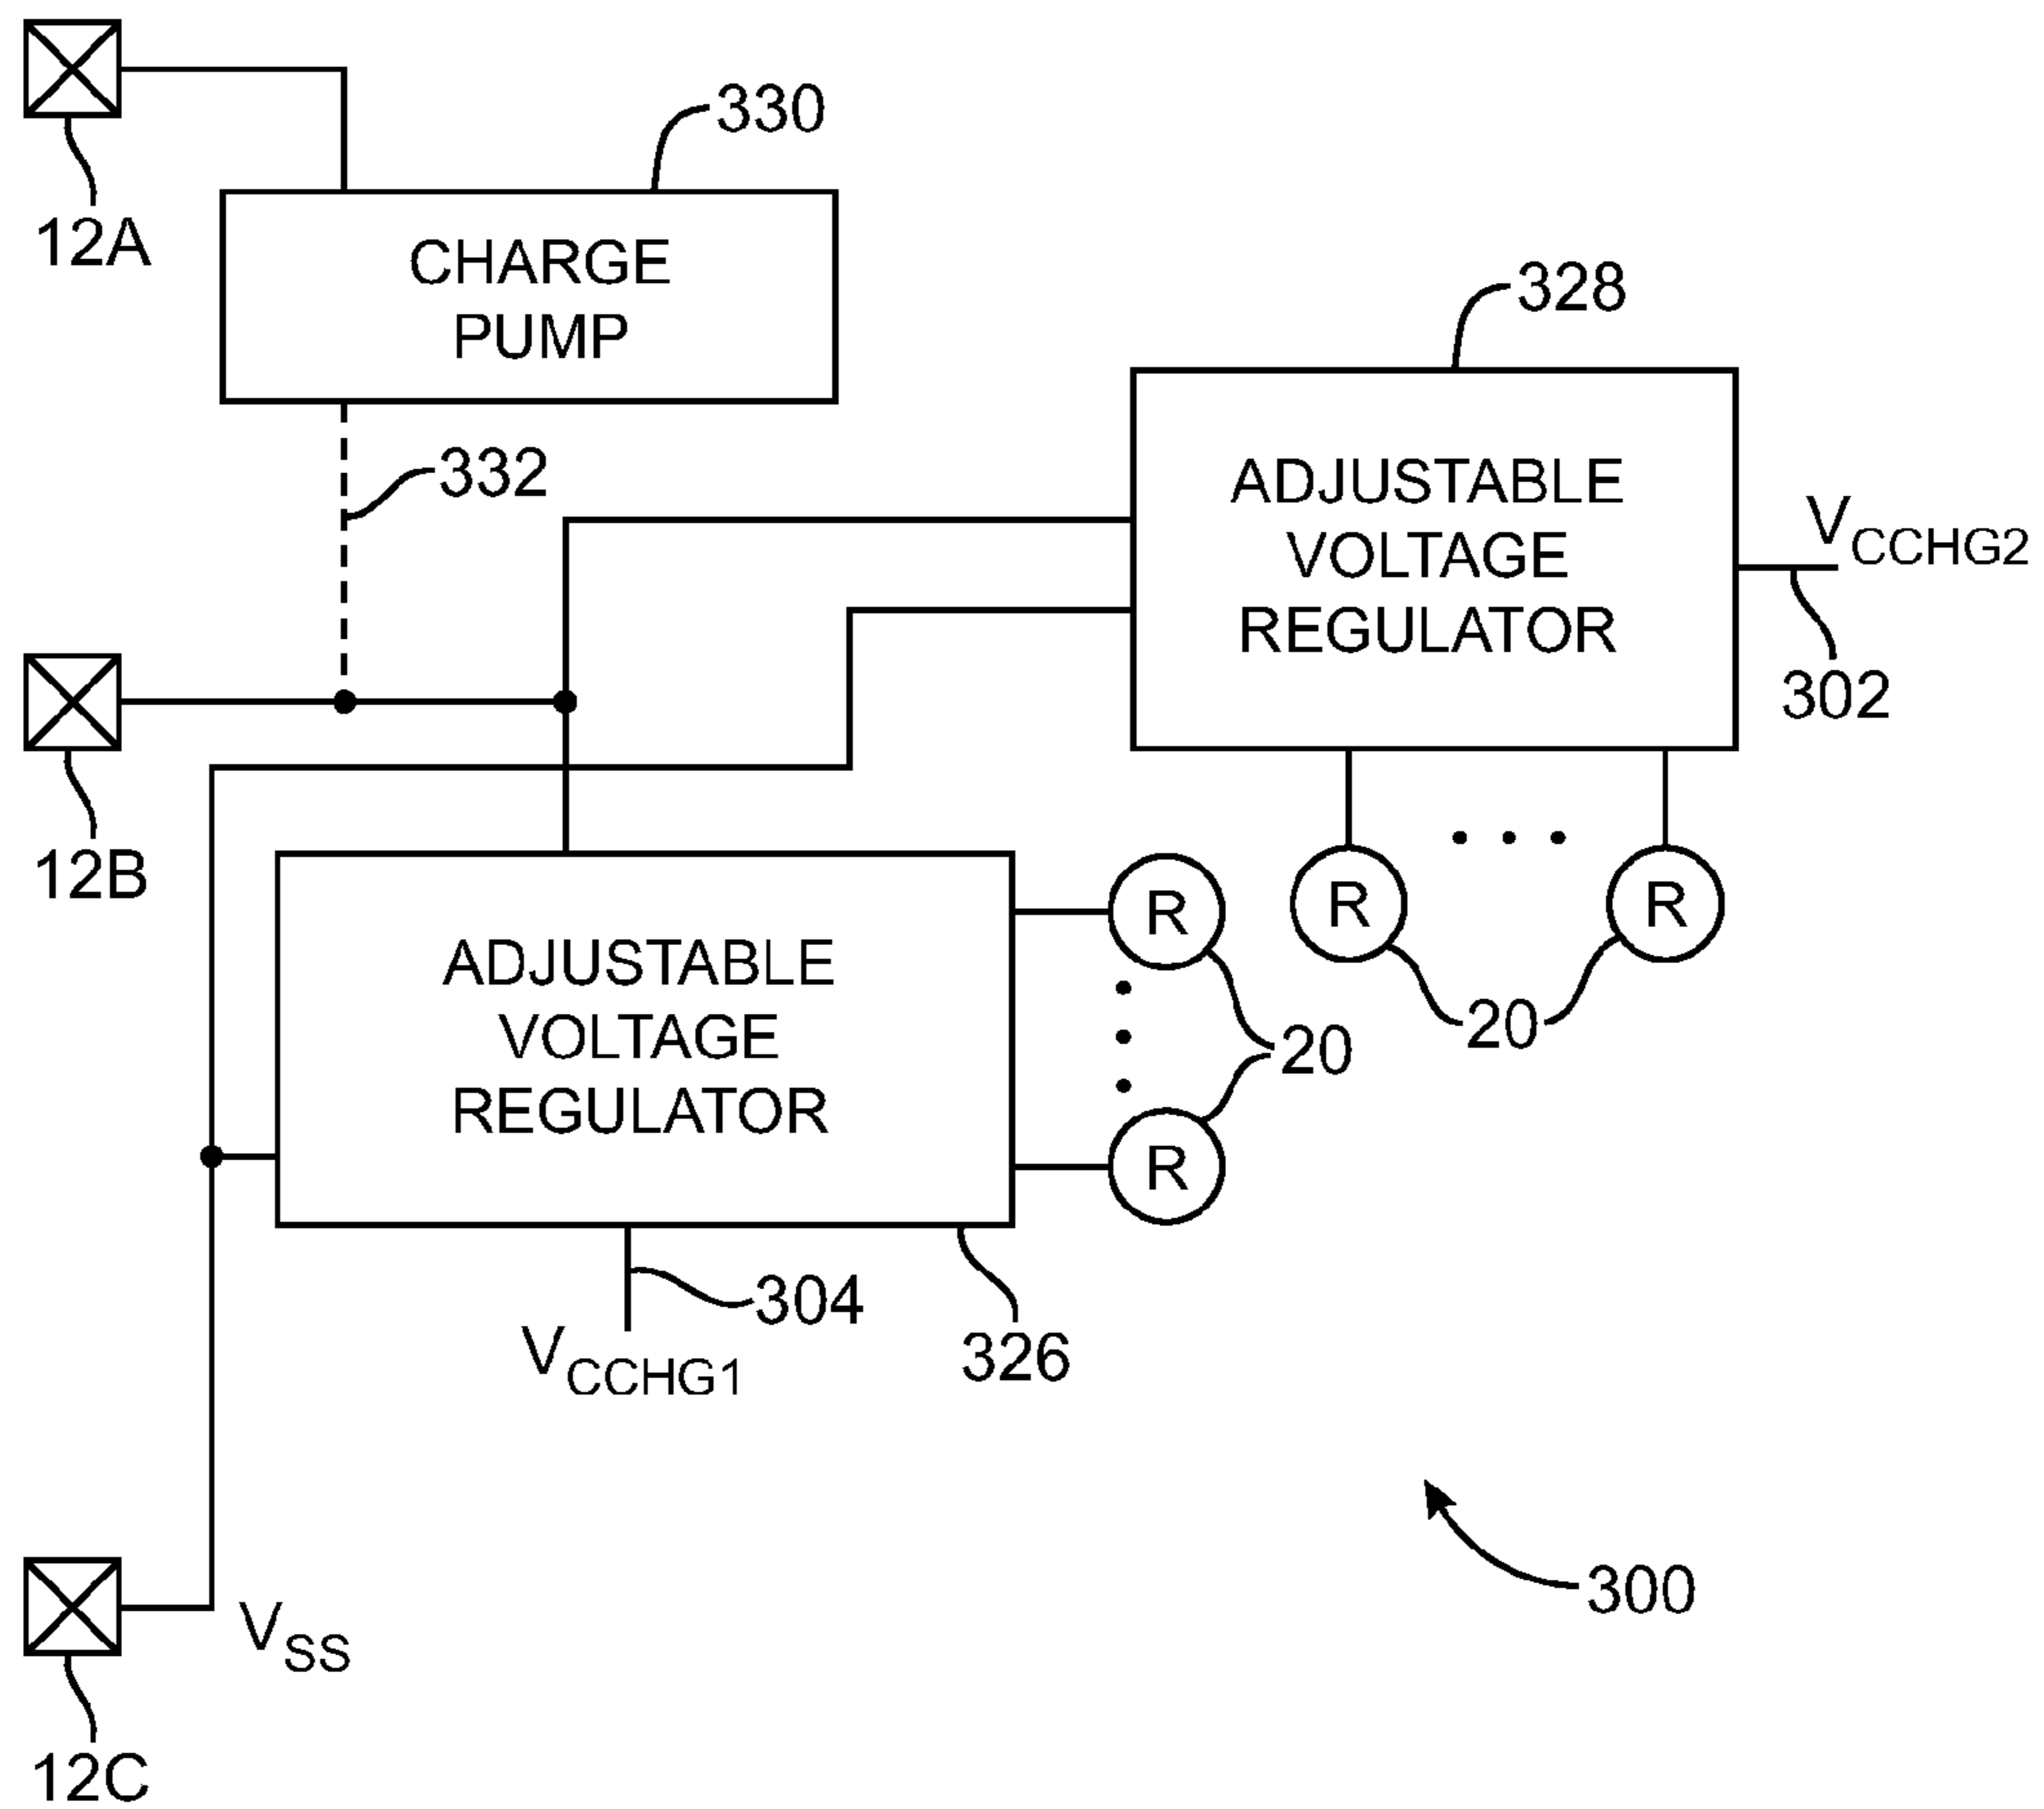 330
12A
CHARGE
PUMP
328
332
ADJUSTABLE
VOLTAGE
REGULATOR
VCCHG2
302
12B
R
R
R
20
ADJUSTABLE
VOLTAGE
REGULATOR
20
R
304
326
VCCHG1
300
VSS
12C